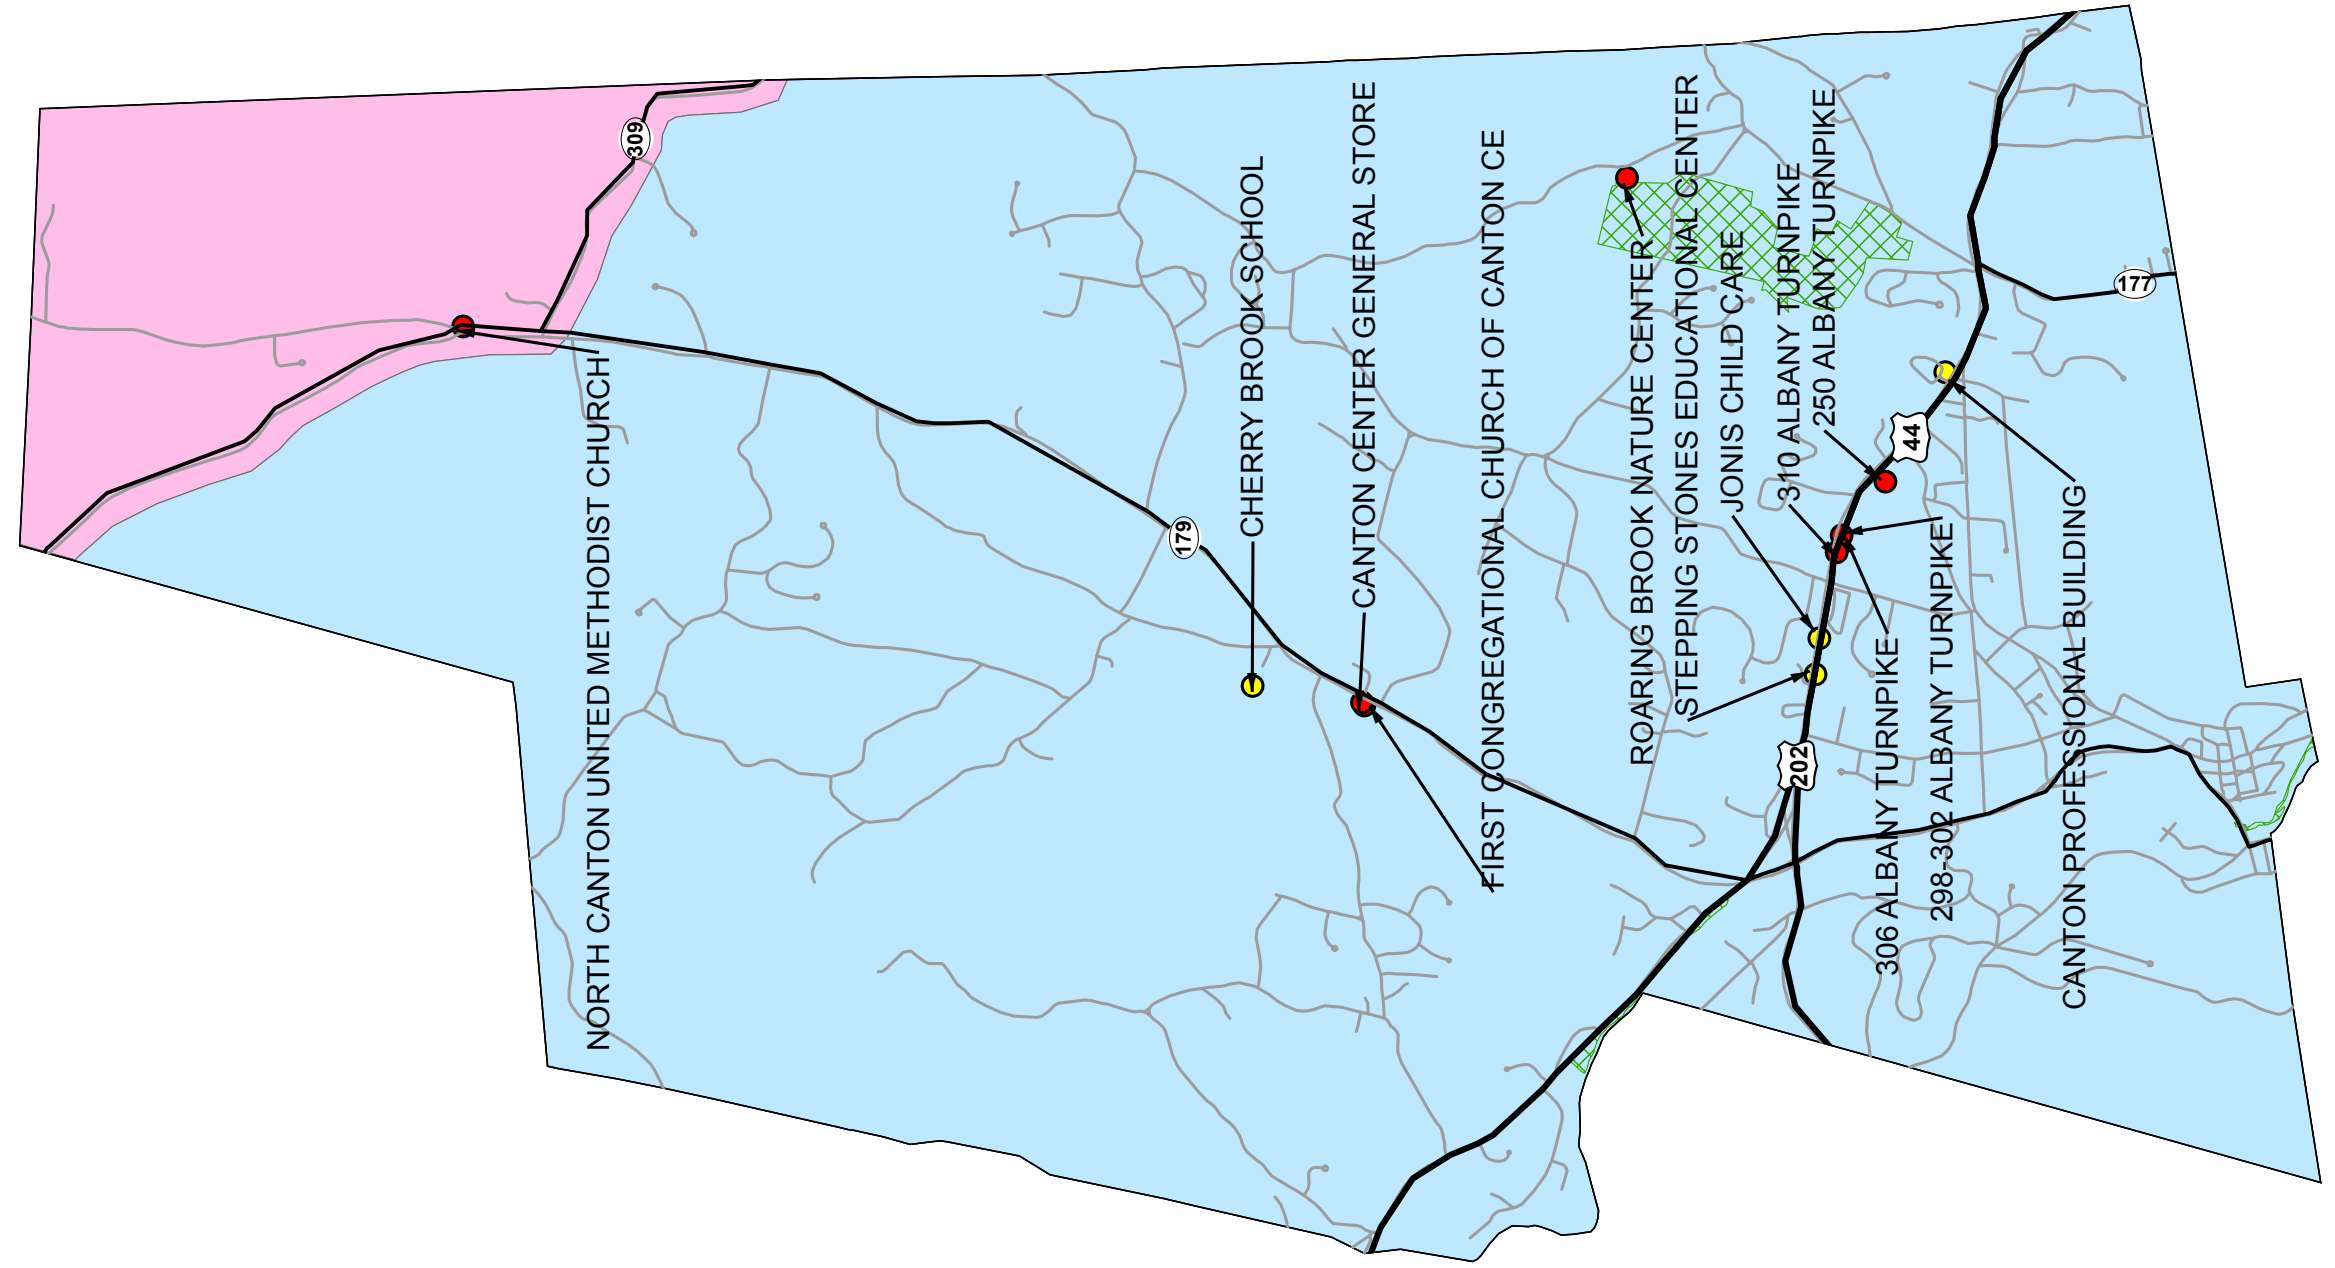 NORTH CANTON UNITED METHODIST CHURCH
309
179
CHERRY BROOK SCHOOL
CANTON CENTER GENERAL STORE
FIRST CONGREGATIONAL CHURCH OF CANTON CE
ROARING BROOK NATURE CENTER
STEPPING STONES EDUCATIONAL CENTER
JONIS CHILD CARE
310 ALBANY TURNPIKE
250 ALBANY TURNPIKE
202
306 ALBANY TURNPIKE
44
298-302 ALBANY TURNPIKE
CANTON PROFESSIONAL BUILDING
177